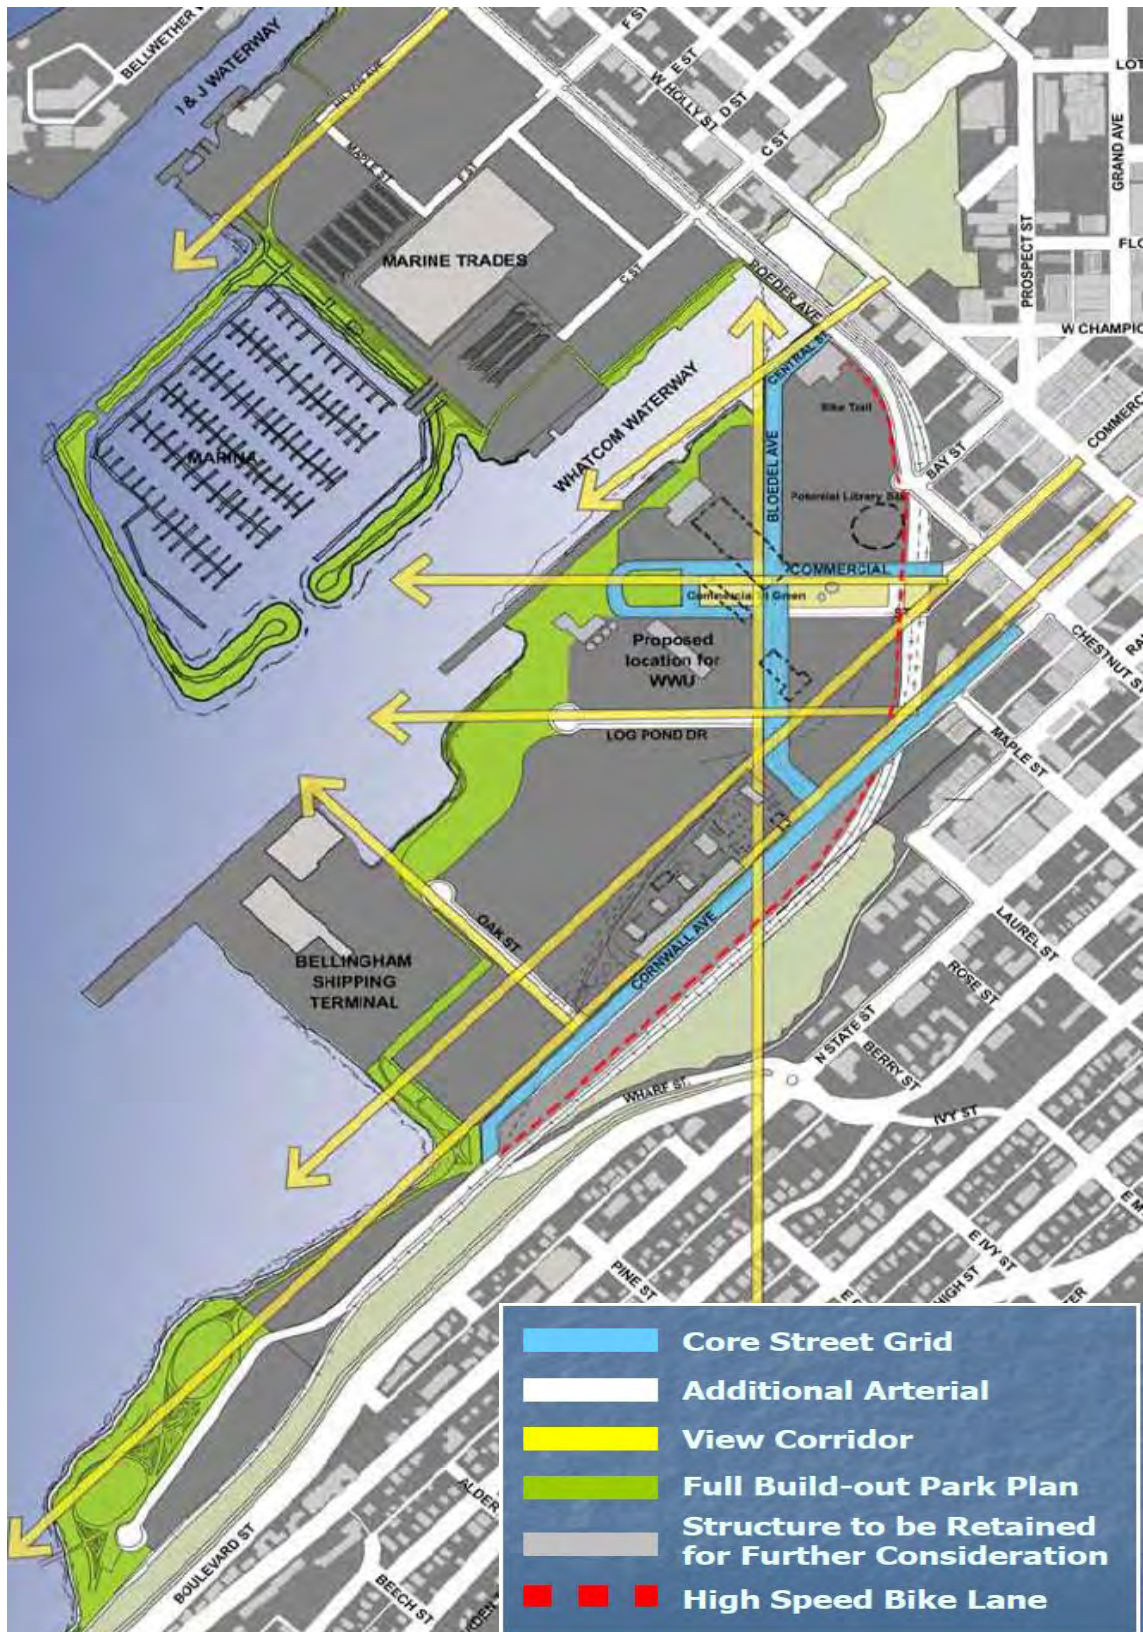 BELLWETHER
I & J WATERWAY
F ST
E ST
W HOLLY ST
D ST
C ST
GRAND AVE
PROSPECT ST
W CHAMPIC
MAPLE ST
F ST
MARINE TRADES
C ST
ROEDER AVE
CENTRAL ST
WHATCOM WATERWAY
MARINA
Bike Trail
BLOEDEL AVE
BAY ST
COMMERC
Potential Library Site
COMMERCIAL
Commercial St Green
ST
Proposed
location for
WWU
CHESTNUT S
LOG POND DR
MAPLE ST
OAK ST
CORNWALL AVE
LAUREL ST
BELLINGHAM
SHIPPING
TERMINAL
ROSE ST
N STATE ST
BERRY ST
WHARF ST.
IVY ST
E IVY ST
HIGH ST
PINE ST
ALDER
BOULEVARD ST
BEECH ST
Core Street Grid
Additional Arterial
View Corridor
Full Build-out Park Plan
Structure to be Retained
for Further Consideration
High Speed Bike Lane